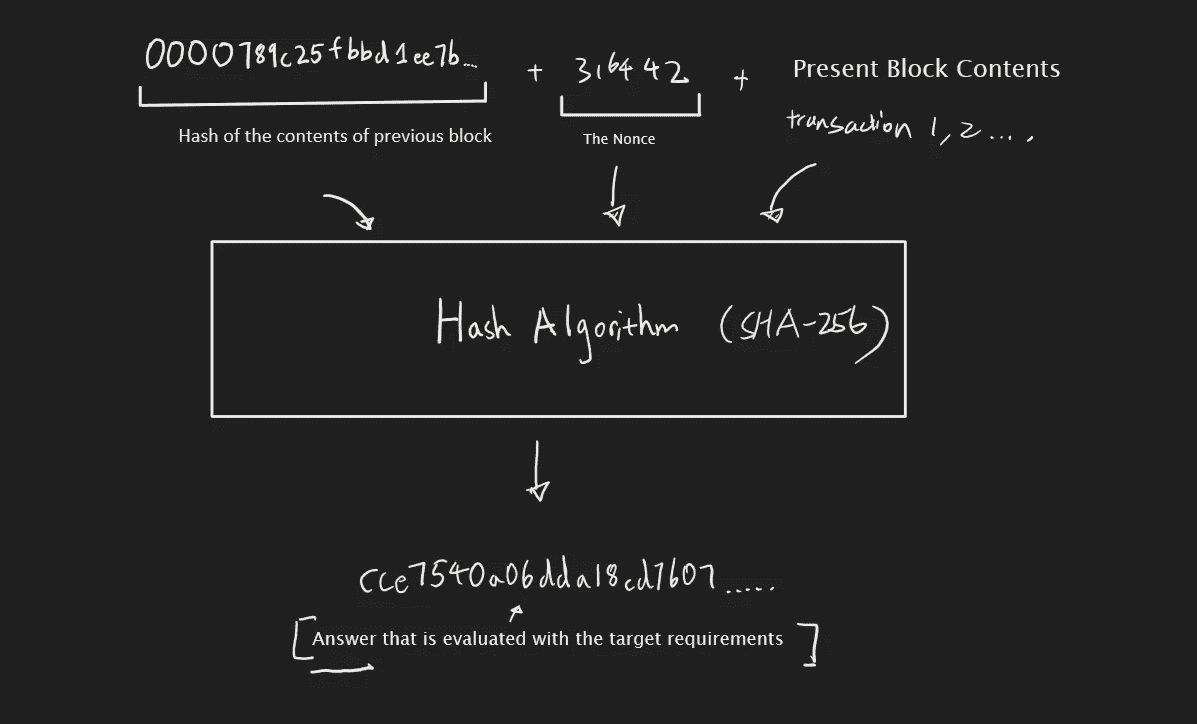 0000789c25fbbd1ee7b.... + 316442 + Present Block Contents
Hash of the contents of previous block
The Nonce
transaction 1, 2 ....
Hash Algorithm (SHA-256)
cce7540a06dda18cd7607.....
[Answer that is evaluated with the target requirements]